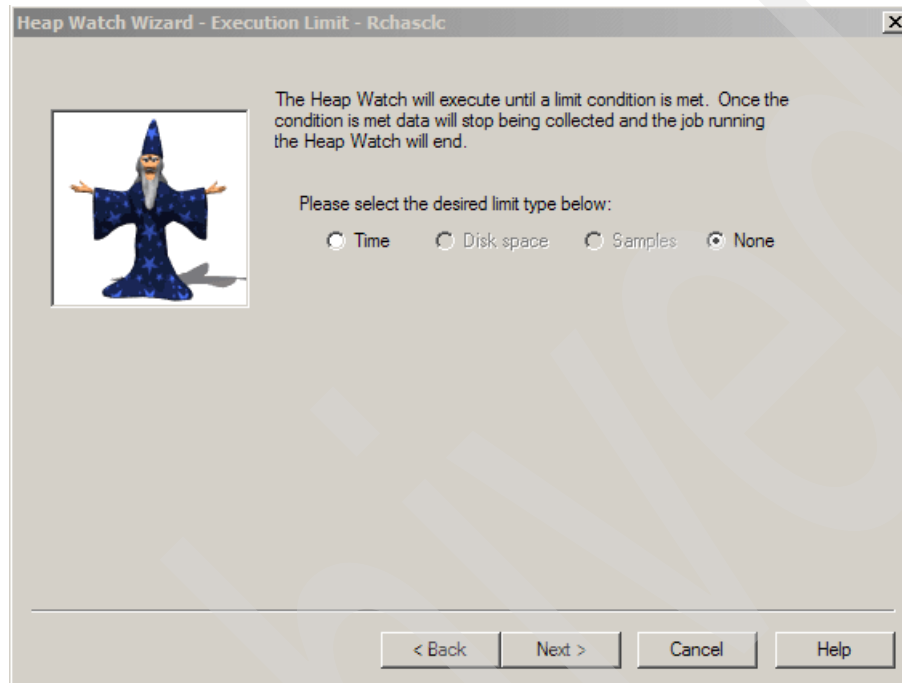 Heap Watch Wizard - Execution Limit - Rchasclc
The Heap Watch will execute until a limit condition is met. Once the
condition is met data will stop being collected and the job running
the Heap Watch will end.
Please select the desired limit type below:
Time Disk space Samples None
< Back Next > Cancel Help